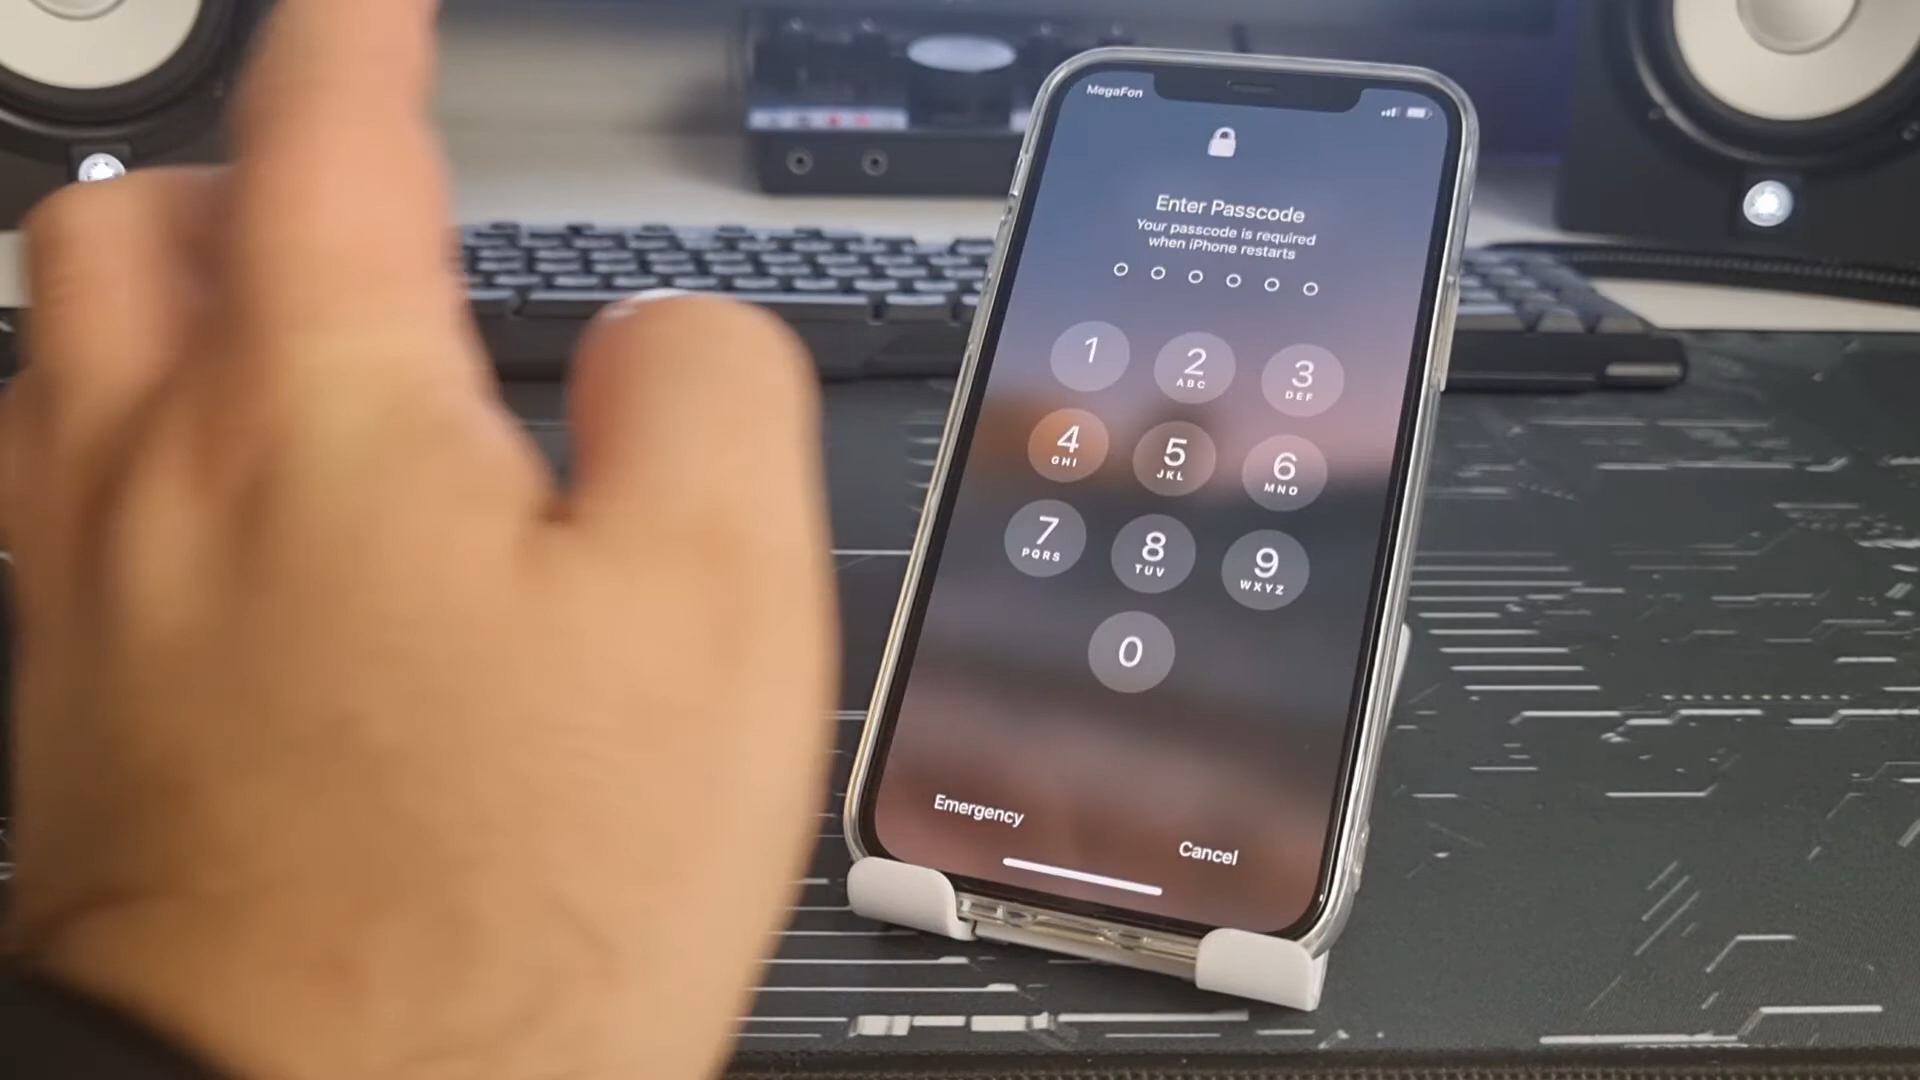 MegaFon
Enter Passcode
Your passcode is required
when iPhone restarts
1
2
ABC
3
DEF
4
GHI
5
JKL
6
MNO
7
PQRS
8
TUV
9
WXYZ
0
Emergency
Cancel